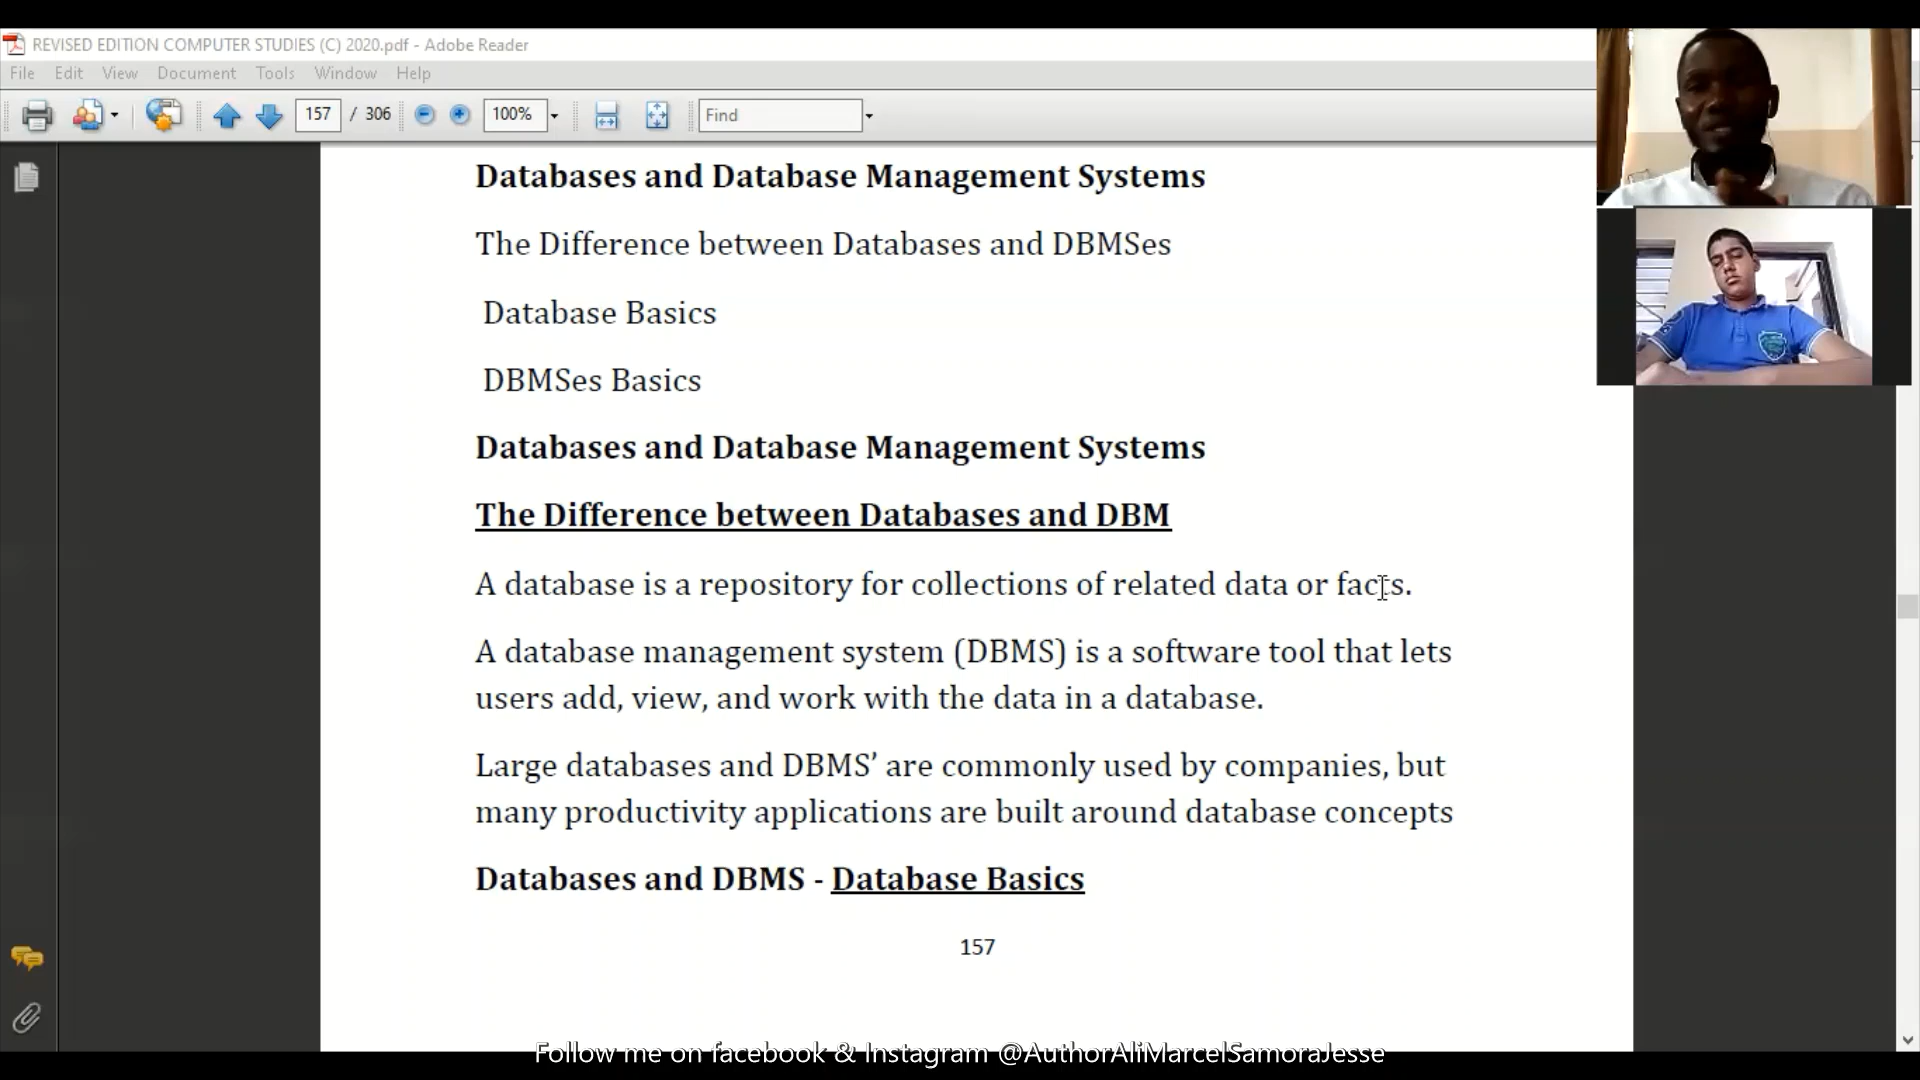 REVISED EDITION COMPUTER STUDIES (C) 2020.pdf - Adobe Reader
File Edit View Document Tools Window Help
157 / 306 100% Find
Databases and Database Management Systems
The Difference between Databases and DBMSes
Database Basics
DBMSes Basics
Databases and Database Management Systems
The Difference between Databases and DBM
A database is a repository for collections of related data or facts.
A database management system (DBMS) is a software tool that lets
users add, view, and work with the data in a database.
Large databases and DBMS’ are commonly used by companies, but
many productivity applications are built around database concepts
Databases and DBMS - Database Basics
157
Follow me on facebook & Instagram @AuthorAliMarcelSamoraJesse